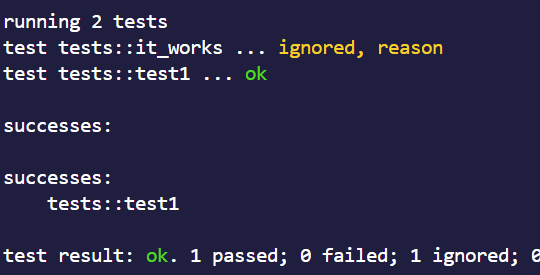 running 2 tests
test tests::it_works ... ignored, reason
test tests::test1 ... ok
successes:
successes:
tests::test1
test result: ok. 1 passed; 0 failed; 1 ignored; 0